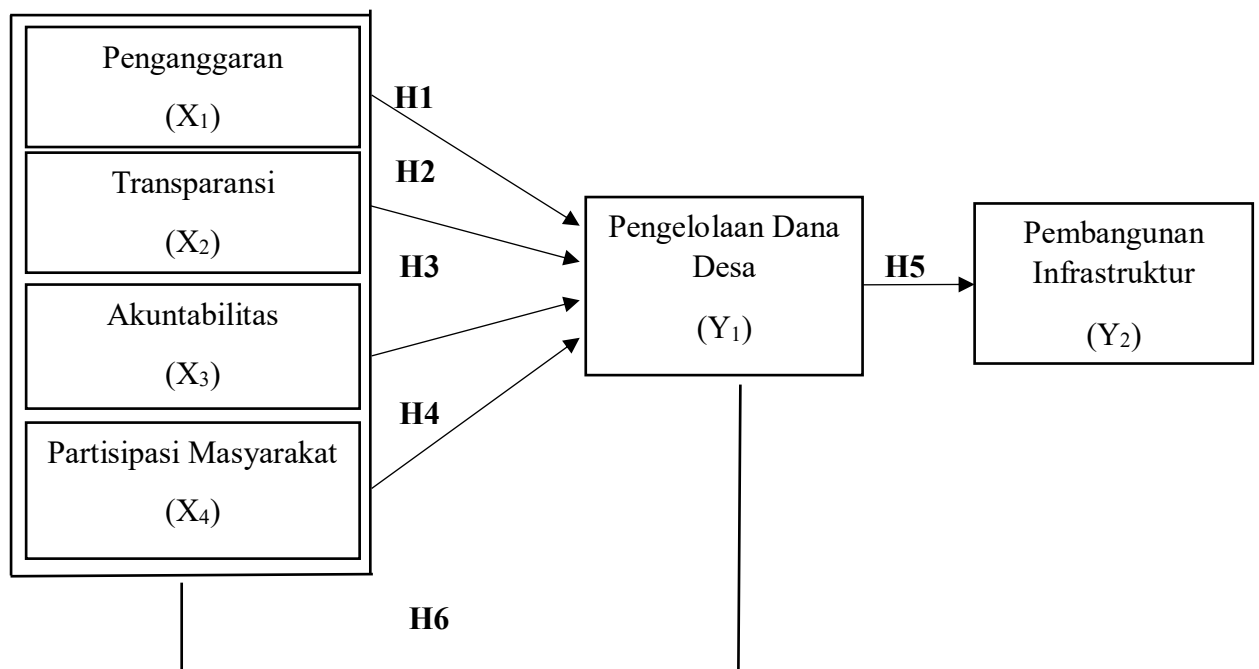 Penganggaran
(X₁)
Transparansi
(X₂)
Akuntabilitas
(X₃)
Partisipasi Masyarakat
(X₄)
H1
H2
H3
H4
Pengelolaan Dana
Desa
(Y₁)
H5
Pembangunan
Infrastruktur
(Y₂)
H6